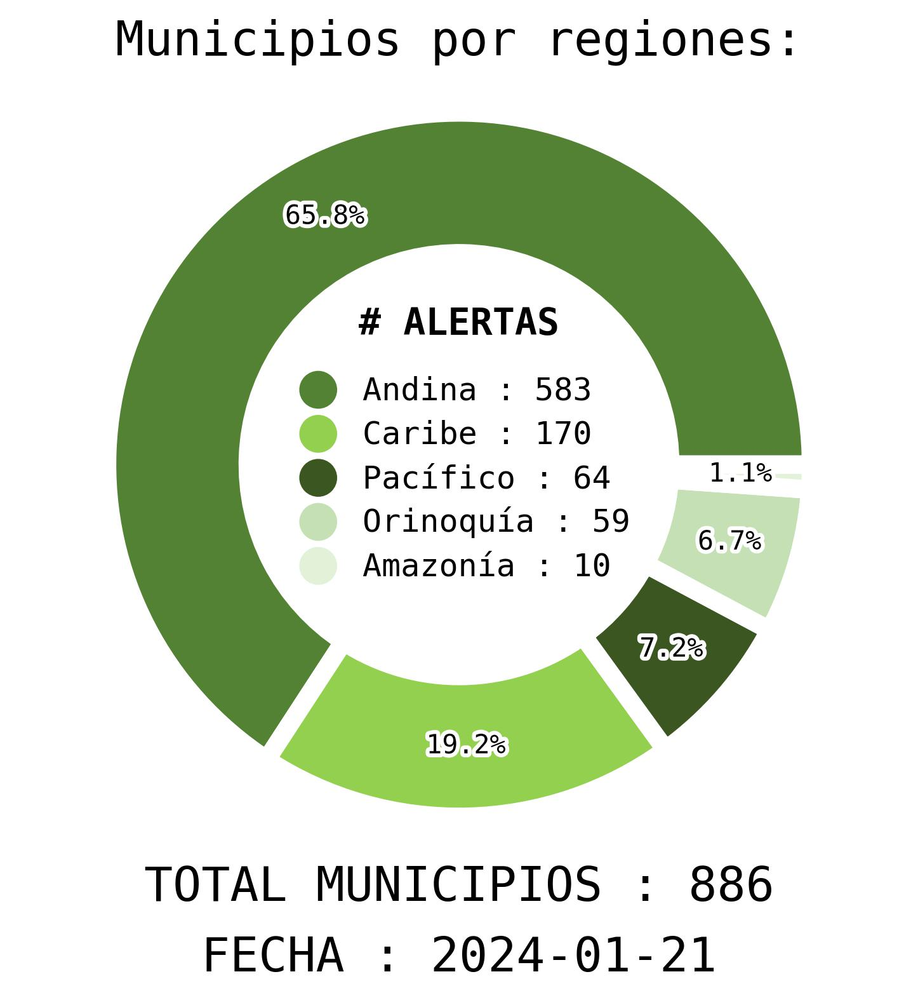 Municipios por regiones:
65.8%
# ALERTAS
Andina : 583
Caribe : 170
Pacífico : 64
Orinoquía : 59
Amazonía : 10
1.1%
6.7%
7.2%
19.2%
TOTAL MUNICIPIOS : 886
FECHA : 2024-01-21